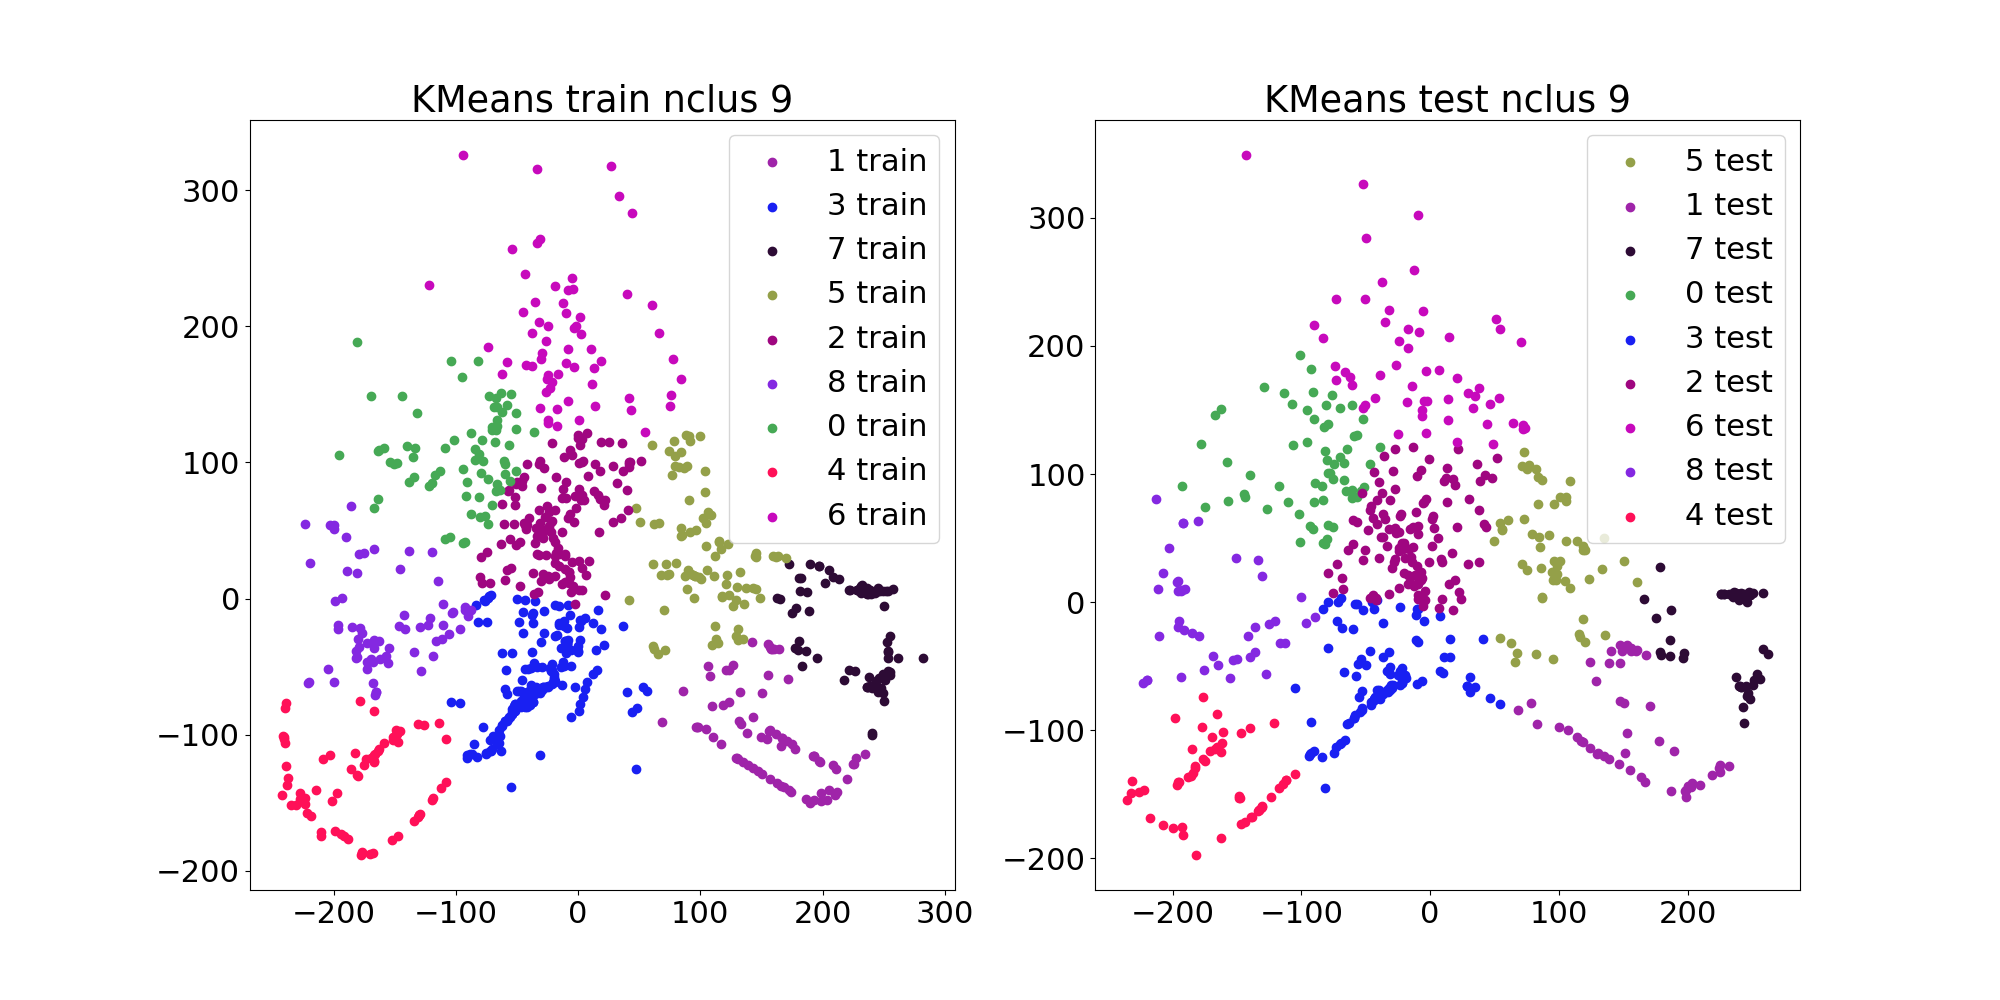 KMeans train nclus 9
300
200
100
0
−100
−200
−200 −100 0 100 200 300
1 train
3 train
7 train
5 train
2 train
8 train
0 train
4 train
6 train
KMeans test nclus 9
300
200
100
0
−100
−200
−200 −100 0 100 200
5 test
1 test
7 test
0 test
3 test
2 test
6 test
8 test
4 test